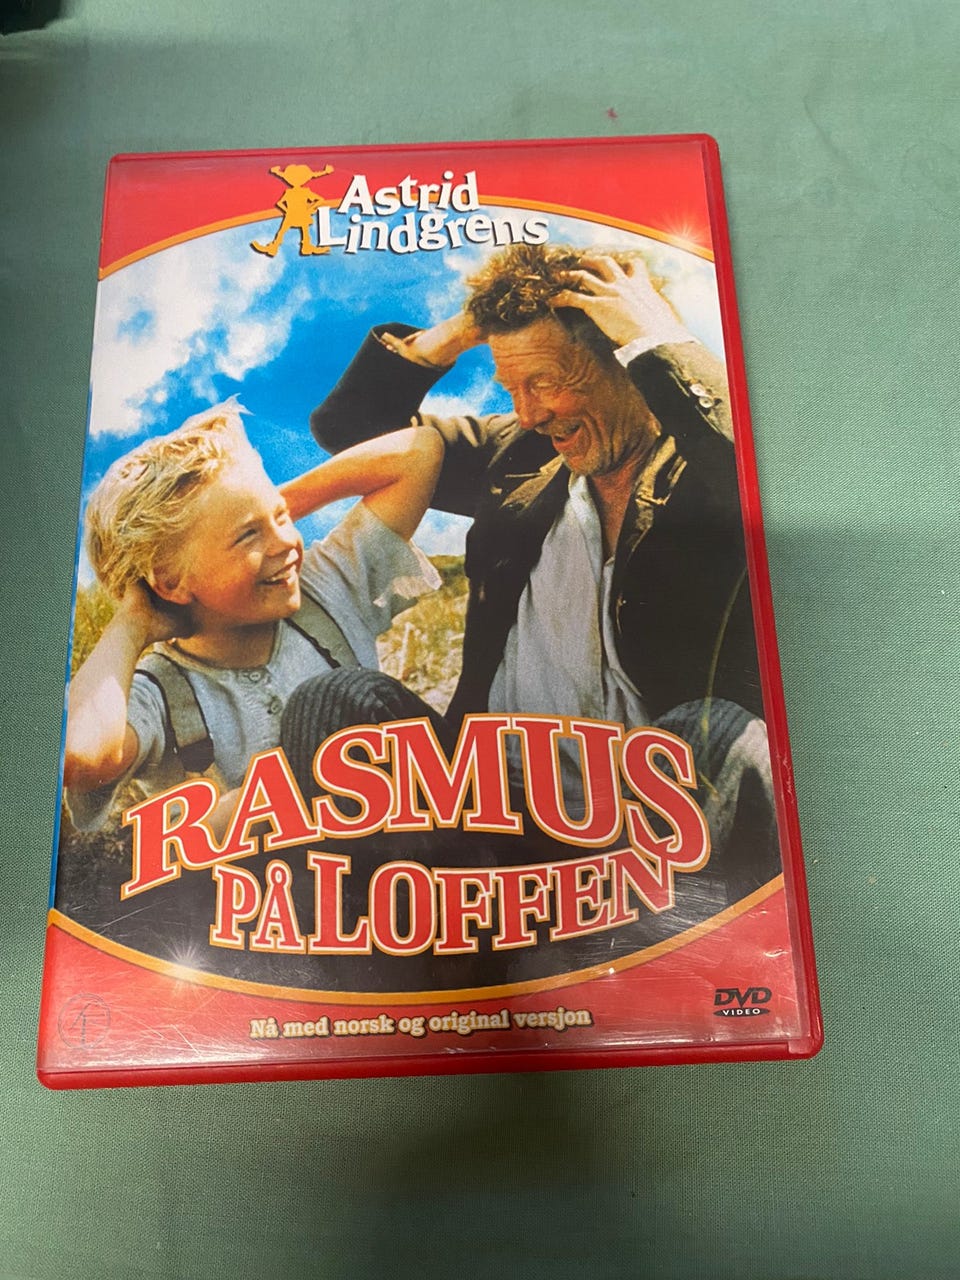 Astrid
Lindgrens
RASMUS
PÅ LOFFEN
Nå med norsk og original versjon
DVD
VIDEO